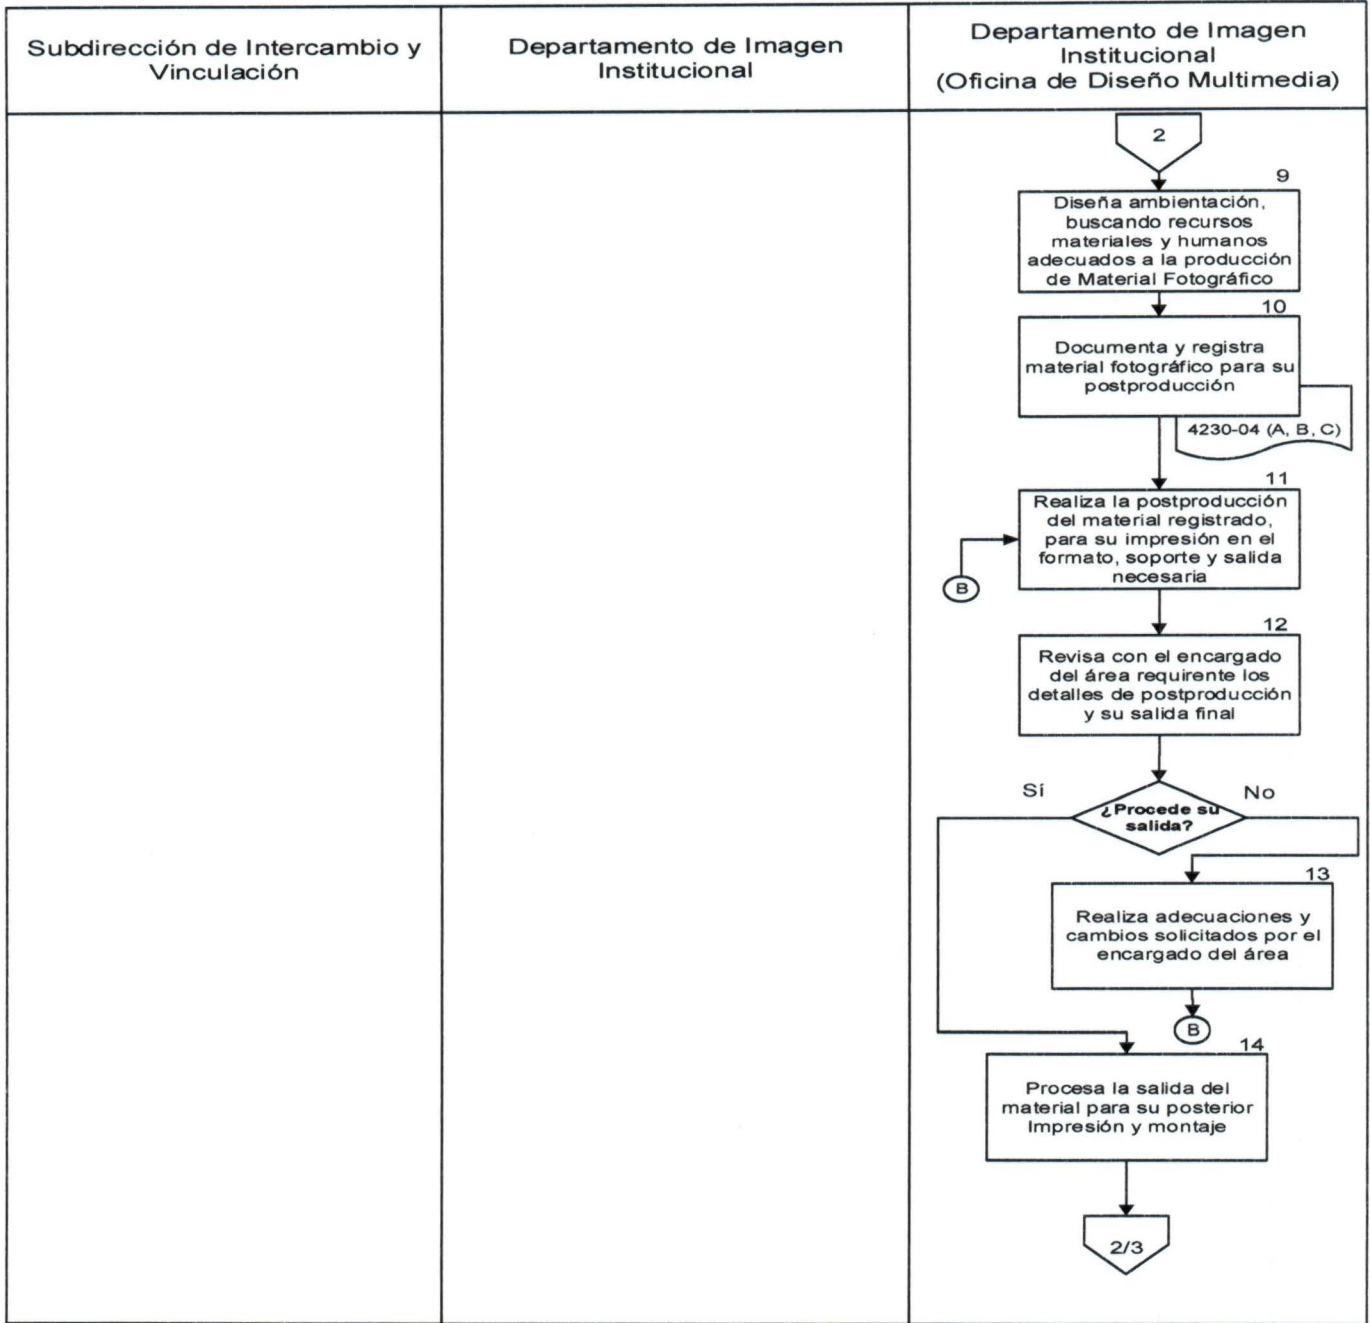 Subdirección de Intercambio y
Vinculación
Departamento de Imagen
Institucional
Departamento de Imagen
Institucional
(Oficina de Diseño Multimedia)
2
9
Diseña ambientación,
buscando recursos
materiales y humanos
adecuados a la producción
de Material Fotográfico
10
Documenta y registra
material fotográfico para su
postproducción
4230-04 (A, B, C)
11
Realiza la postproducción
del material registrado,
para su impresión en el
formato, soporte y salida
necesaria
B
12
Revisa con el encargado
del área requirente los
detalles de postproducción
y su salida final
Sí
No
¿Procede su
salida?
13
Realiza adecuaciones y
cambios solicitados por el
encargado del área
B
14
Procesa la salida del
material para su posterior
Impresión y montaje
2/3